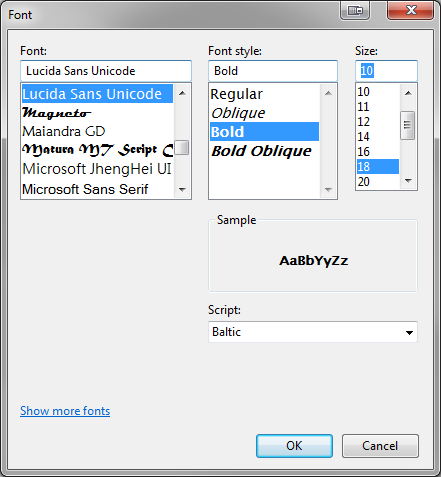 Font
Font:
Font style:
Size:
Lucida Sans Unicode
Bold
10
Lucida Sans Unicode
Magneto
Maiandra GD
Matura MT Script C
Microsoft JhengHei UI
Microsoft Sans Serif
Regular
Oblique
Bold
Bold Oblique
10
11
12
14
16
18
20
Sample
AaBbYyZz
Script:
Baltic
Show more fonts
OK
Cancel